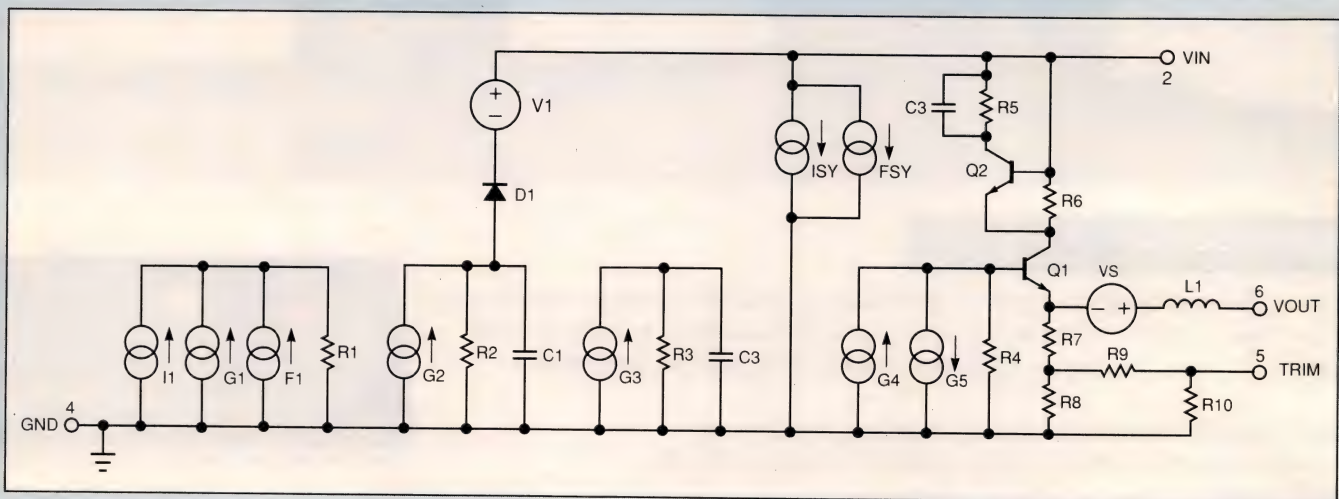 VIN
2
V1
C3
R5
ISY
FSY
Q2
R6
D1
Q1
VS
L1
6
VOUT
I1
G1
F1
R1
G2
R2
C1
G3
R3
C3
G4
G5
R4
R7
R9
5
TRIM
R8
R10
GND
4